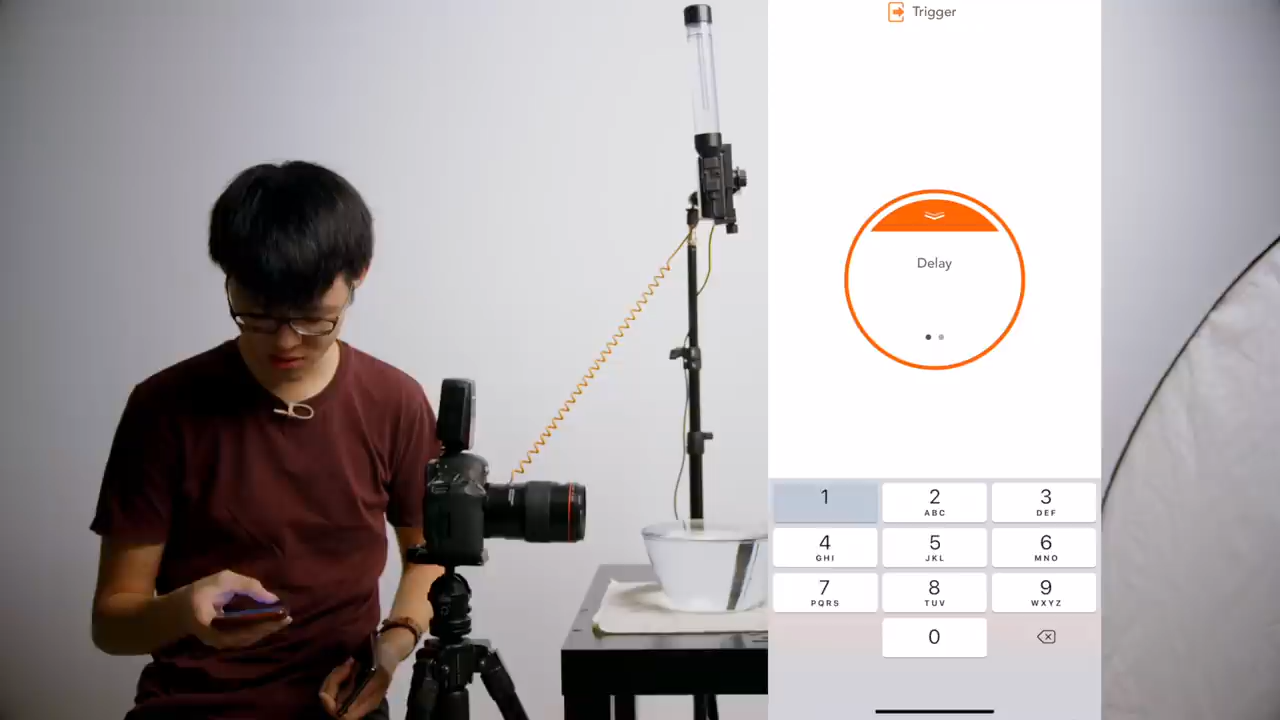 Trigger
Delay
1
2
ABC
3
DEF
4
GHI
5
JKL
6
MNO
7
PQRS
8
TUV
9
WXYZ
0